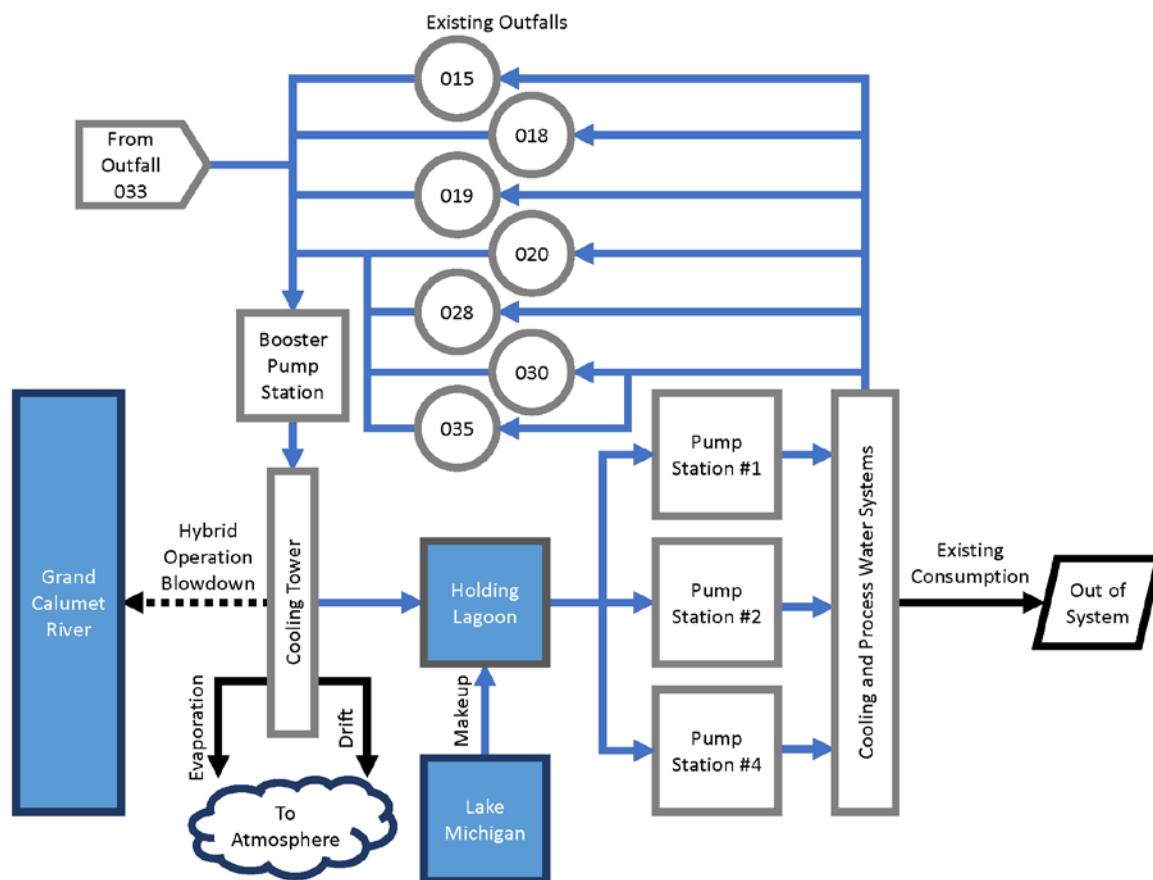 Existing Outfalls
015
018
From
Outfall
033
019
020
028
Booster
Pump
Station
030
035
Pump
Station #1
Hybrid
Operation
Blowdown
Grand
Calumet
River
Cooling Tower
Holding
Lagoon
Pump
Station #2
Cooling and Process Water Systems
Existing
Consumption
Out of
System
Evaporation
Drift
Makeup
Pump
Station #4
To
Atmosphere
Lake
Michigan